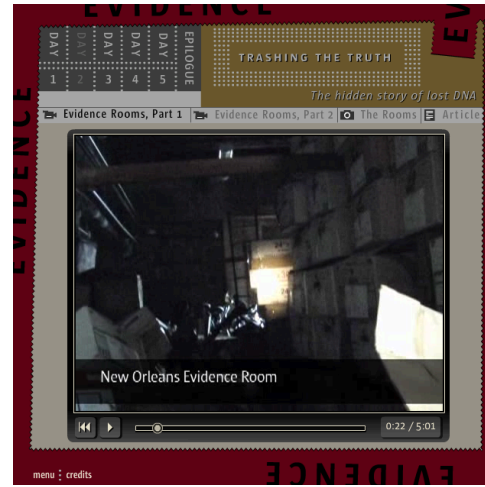 EVIDENCE
EVIDENCE
EV
DAY 1
DAY 2
DAY 3
DAY 4
DAY 5
EPILOGUE
TRASHING THE TRUTH
The hidden story of lost DNA
Evidence Rooms, Part 1
Evidence Rooms, Part 2
The Rooms
Article
New Orleans Evidence Room
0:22 / 5:01
menu
credits
EVIDENCE